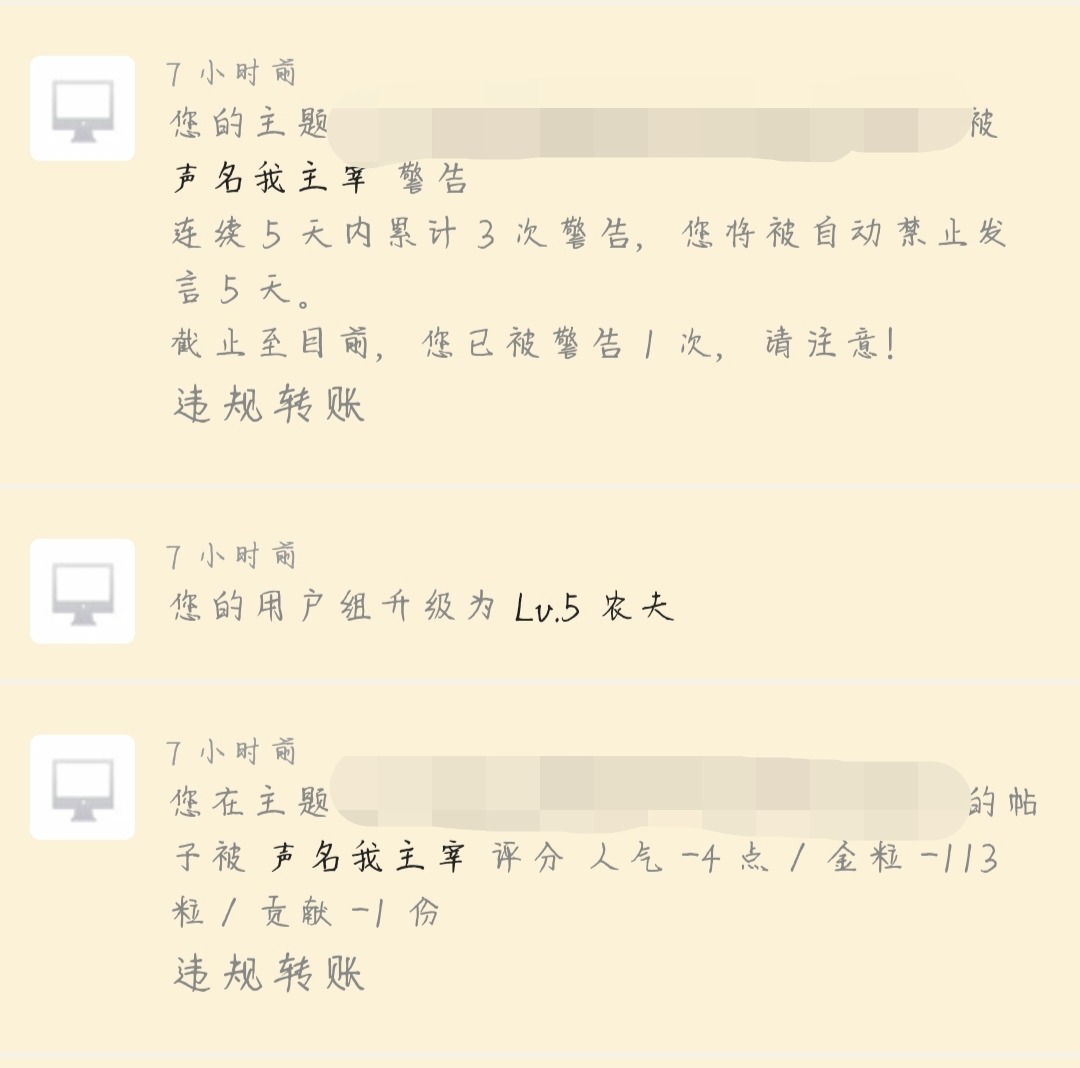 7 小时前
您的主题 被
声名我主宰 警告
连续 5 天内累计 3 次警告, 您将被自动禁止发
言 5 天。
截止至目前, 您已被警告 1 次, 请注意!
违规转账
7 小时前
您的用户组升级为 Lv.5 农夫
7 小时前
您在主题 的帖
子被 声名我主宰 评分 人气 -4 点 / 金粒 -113
粒 / 贡献 -1 份
违规转账